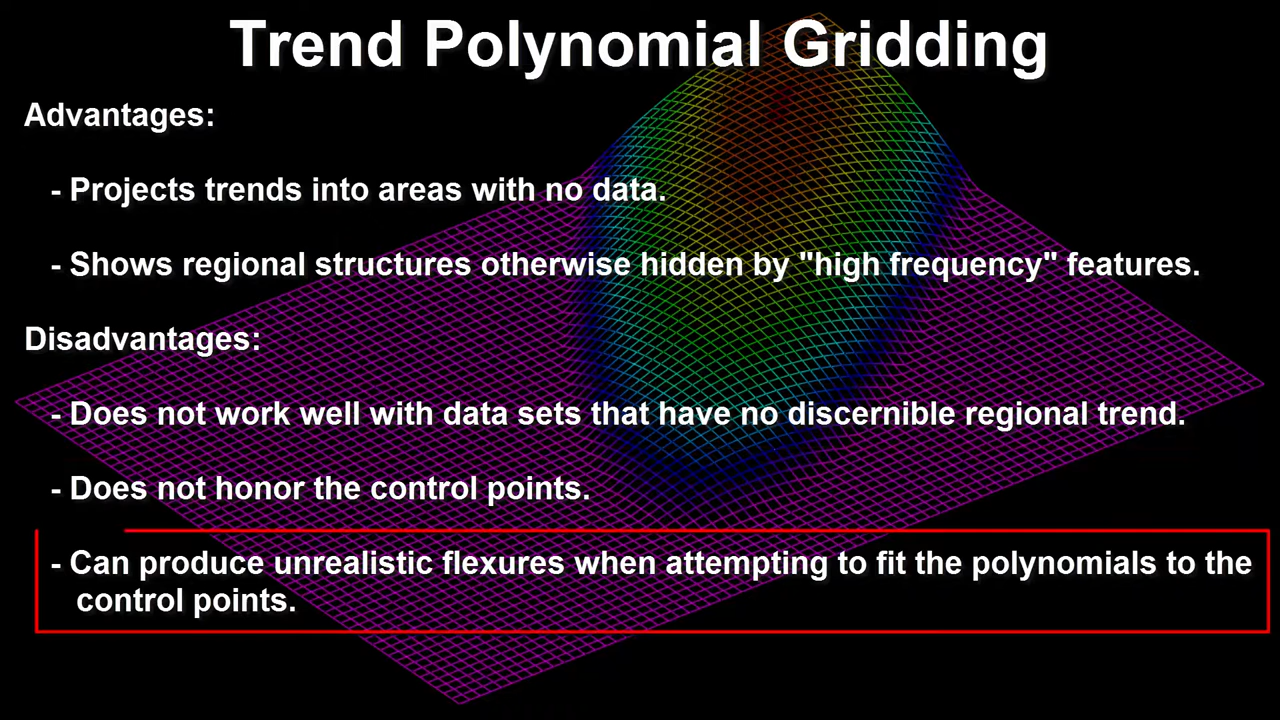 Trend Polynomial Gridding
Advantages:
- Projects trends into areas with no data.
- Shows regional structures otherwise hidden by "high frequency" features.
Disadvantages:
- Does not work well with data sets that have no discernible regional trend.
- Does not honor the control points.
- Can produce unrealistic flexures when attempting to fit the polynomials to the
control points.